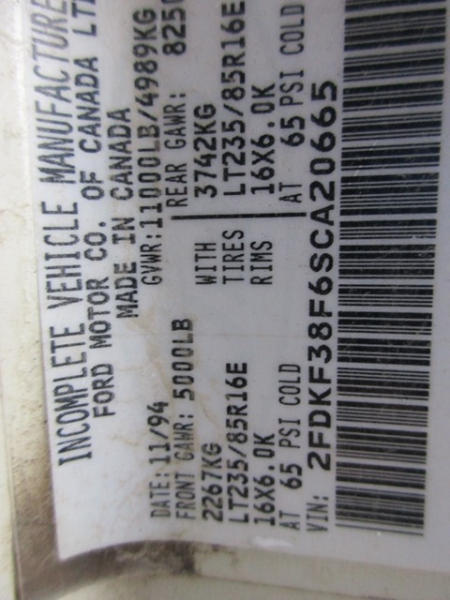 INCOMPLETE VEHICLE MANUFACTURE
FORD MOTOR CO. OF CANADA LT
MADE IN CANADA
DATE: 11/94 GVWR: 11000LB/4989KG
FRONT GAWR: 5000LB REAR GAWR: 825
2267KG WITH 3742KG
LT235/85R16E TIRES LT235/85R16E
16X6.0K RIMS 16X6.0K
AT 65 PSI COLD AT 65 PSI COLD
VIN: 2FDKF38F6SCA20665